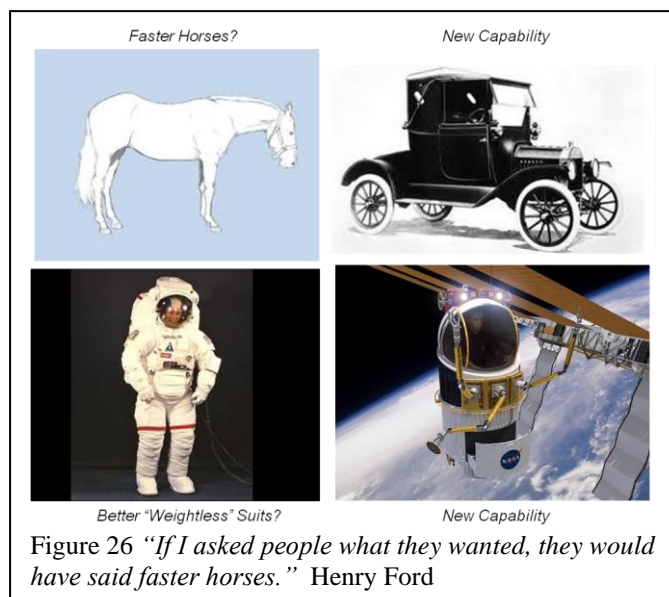 Faster Horses?
New Capability
NASA
Better "Weightless" Suits?
New Capability
Figure 26 “If I asked people what they wanted, they would
have said faster horses.” Henry Ford